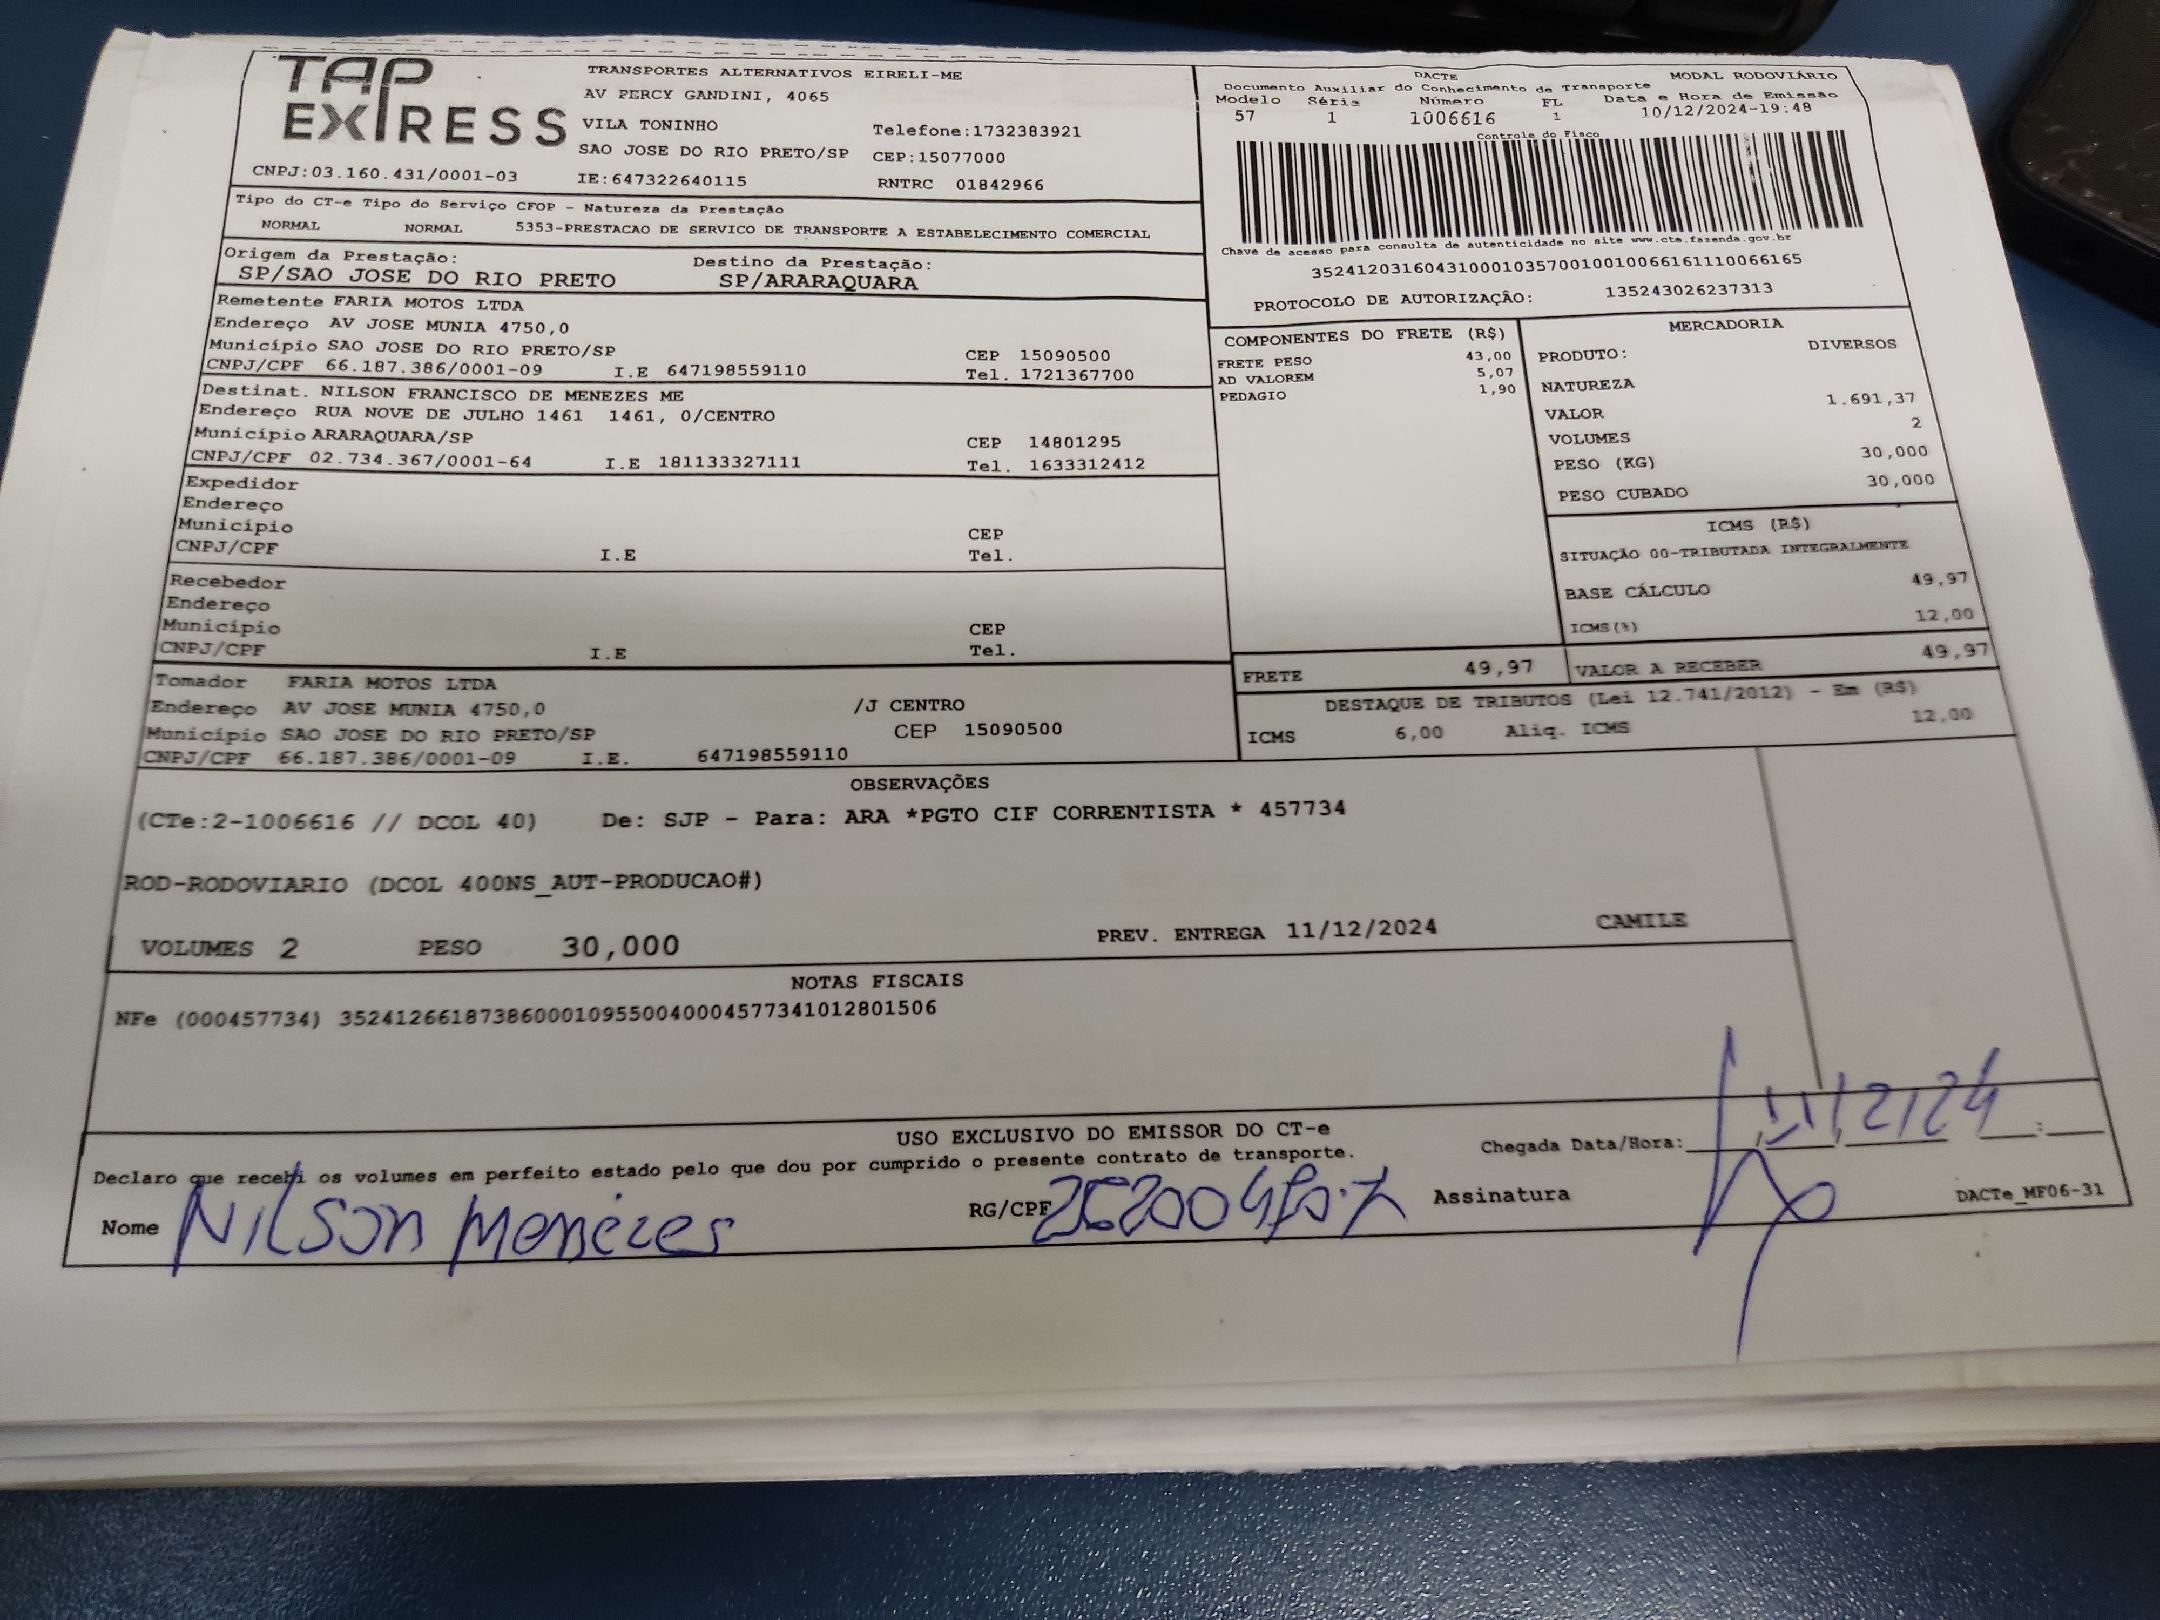 TAP EXPRESS
TRANSPORTES ALTERNATIVOS EIRELI-ME
AV PERCY GANDINI, 4065
VILA TONINHO Telefone:1732383921
SAO JOSE DO RIO PRETO/SP CEP:15077000
CNPJ:03.160.431/0001-03 IE:647322640115 RNTRC 01842966
DACTE MODAL RODOVIÁRIO
Documento Auxiliar do Conhecimento de Transporte
Modelo Série Número FL Data e Hora de Emissão
57 1 1006616 1 10/12/2024-19:48
Controle do Fisco
Chave de acesso para consulta de autenticidade no site www.cte.fazenda.gov.br
35241203160431000103570010010066161110066165
PROTOCOLO DE AUTORIZAÇÃO: 135243026237313
Tipo do CT-e Tipo do Serviço CFOP - Natureza da Prestação
NORMAL NORMAL 5353-PRESTACAO DE SERVICO DE TRANSPORTE A ESTABELECIMENTO COMERCIAL
Origem da Prestação: Destino da Prestação:
SP/SAO JOSE DO RIO PRETO SP/ARARAQUARA
Remetente FARIA MOTOS LTDA
Endereço AV JOSE MUNIA 4750,0
Município SAO JOSE DO RIO PRETO/SP CEP 15090500
CNPJ/CPF 66.187.386/0001-09 I.E 647198559110 Tel. 1721367700
Destinat. NILSON FRANCISCO DE MENEZES ME
Endereço RUA NOVE DE JULHO 1461 1461, 0/CENTRO
Município ARARAQUARA/SP CEP 14801295
CNPJ/CPF 02.734.367/0001-64 I.E 181133327111 Tel. 1633312412
Expedidor
Endereço
Município CEP
CNPJ/CPF I.E Tel.
Recebedor
Endereço
Município CEP
CNPJ/CPF I.E Tel.
Tomador FARIA MOTOS LTDA
Endereço AV JOSE MUNIA 4750,0 /J CENTRO
Município SAO JOSE DO RIO PRETO/SP CEP 15090500
CNPJ/CPF 66.187.386/0001-09 I.E. 647198559110
COMPONENTES DO FRETE (R$)
FRETE PESO 43,00
AD VALOREM 5,07
PEDAGIO 1,90
MERCADORIA
PRODUTO: DIVERSOS
NATUREZA
VALOR 1.691,37
VOLUMES 2
PESO (KG) 30,000
PESO CUBADO 30,000
ICMS (R$)
SITUAÇÃO 00-TRIBUTADA INTEGRALMENTE
BASE CÁLCULO 49,97
ICMS(%) 12,00
FRETE 49,97 VALOR A RECEBER 49,97
DESTAQUE DE TRIBUTOS (Lei 12.741/2012) - Em (R$)
ICMS 6,00 Aliq. ICMS 12,00
OBSERVAÇÕES
(CTe:2-1006616 // DCOL 40) De: SJP - Para: ARA *PGTO CIF CORRENTISTA * 457734
ROD-RODOVIARIO (DCOL 400NS_AUT-PRODUCAO#)
VOLUMES 2 PESO 30,000 PREV. ENTREGA 11/12/2024 CAMILE
NOTAS FISCAIS
NFe (000457734) 35241266187386000109550040004577341012801506
USO EXCLUSIVO DO EMISSOR DO CT-e
Declaro que recebi os volumes em perfeito estado pelo que dou por cumprido o presente contrato de transporte. Chegada Data/Hora: 11/12/24 :
Nome Nilson Menezes RG/CPF Assinatura DACTe_MF06-31